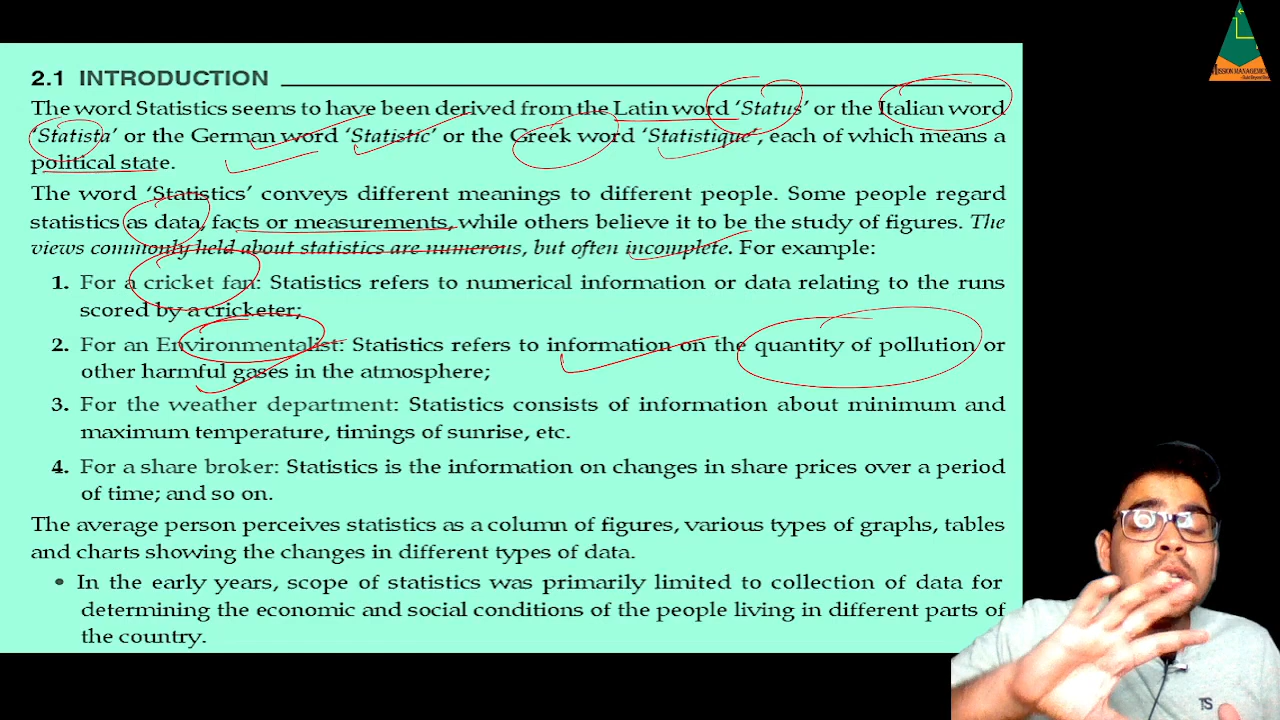 MISSION MANAGEMENT
2.1 INTRODUCTION
The word Statistics seems to have been derived from the Latin word ‘Status’ or the Italian word
‘Statista’ or the German word ‘Statistic’ or the Greek word ‘Statistique’, each of which means a
political state.
The word ‘Statistics’ conveys different meanings to different people. Some people regard
statistics as data, facts or measurements, while others believe it to be the study of figures. The
views commonly held about statistics are numerous, but often incomplete. For example:
1. For a cricket fan: Statistics refers to numerical information or data relating to the runs
scored by a cricketer;
2. For an Environmentalist: Statistics refers to information on the quantity of pollution or
other harmful gases in the atmosphere;
3. For the weather department: Statistics consists of information about minimum and
maximum temperature, timings of sunrise, etc.
4. For a share broker: Statistics is the information on changes in share prices over a period
of time; and so on.
The average person perceives statistics as a column of figures, various types of graphs, tables
and charts showing the changes in different types of data.
• In the early years, scope of statistics was primarily limited to collection of data for
determining the economic and social conditions of the people living in different parts of
the country.
TS